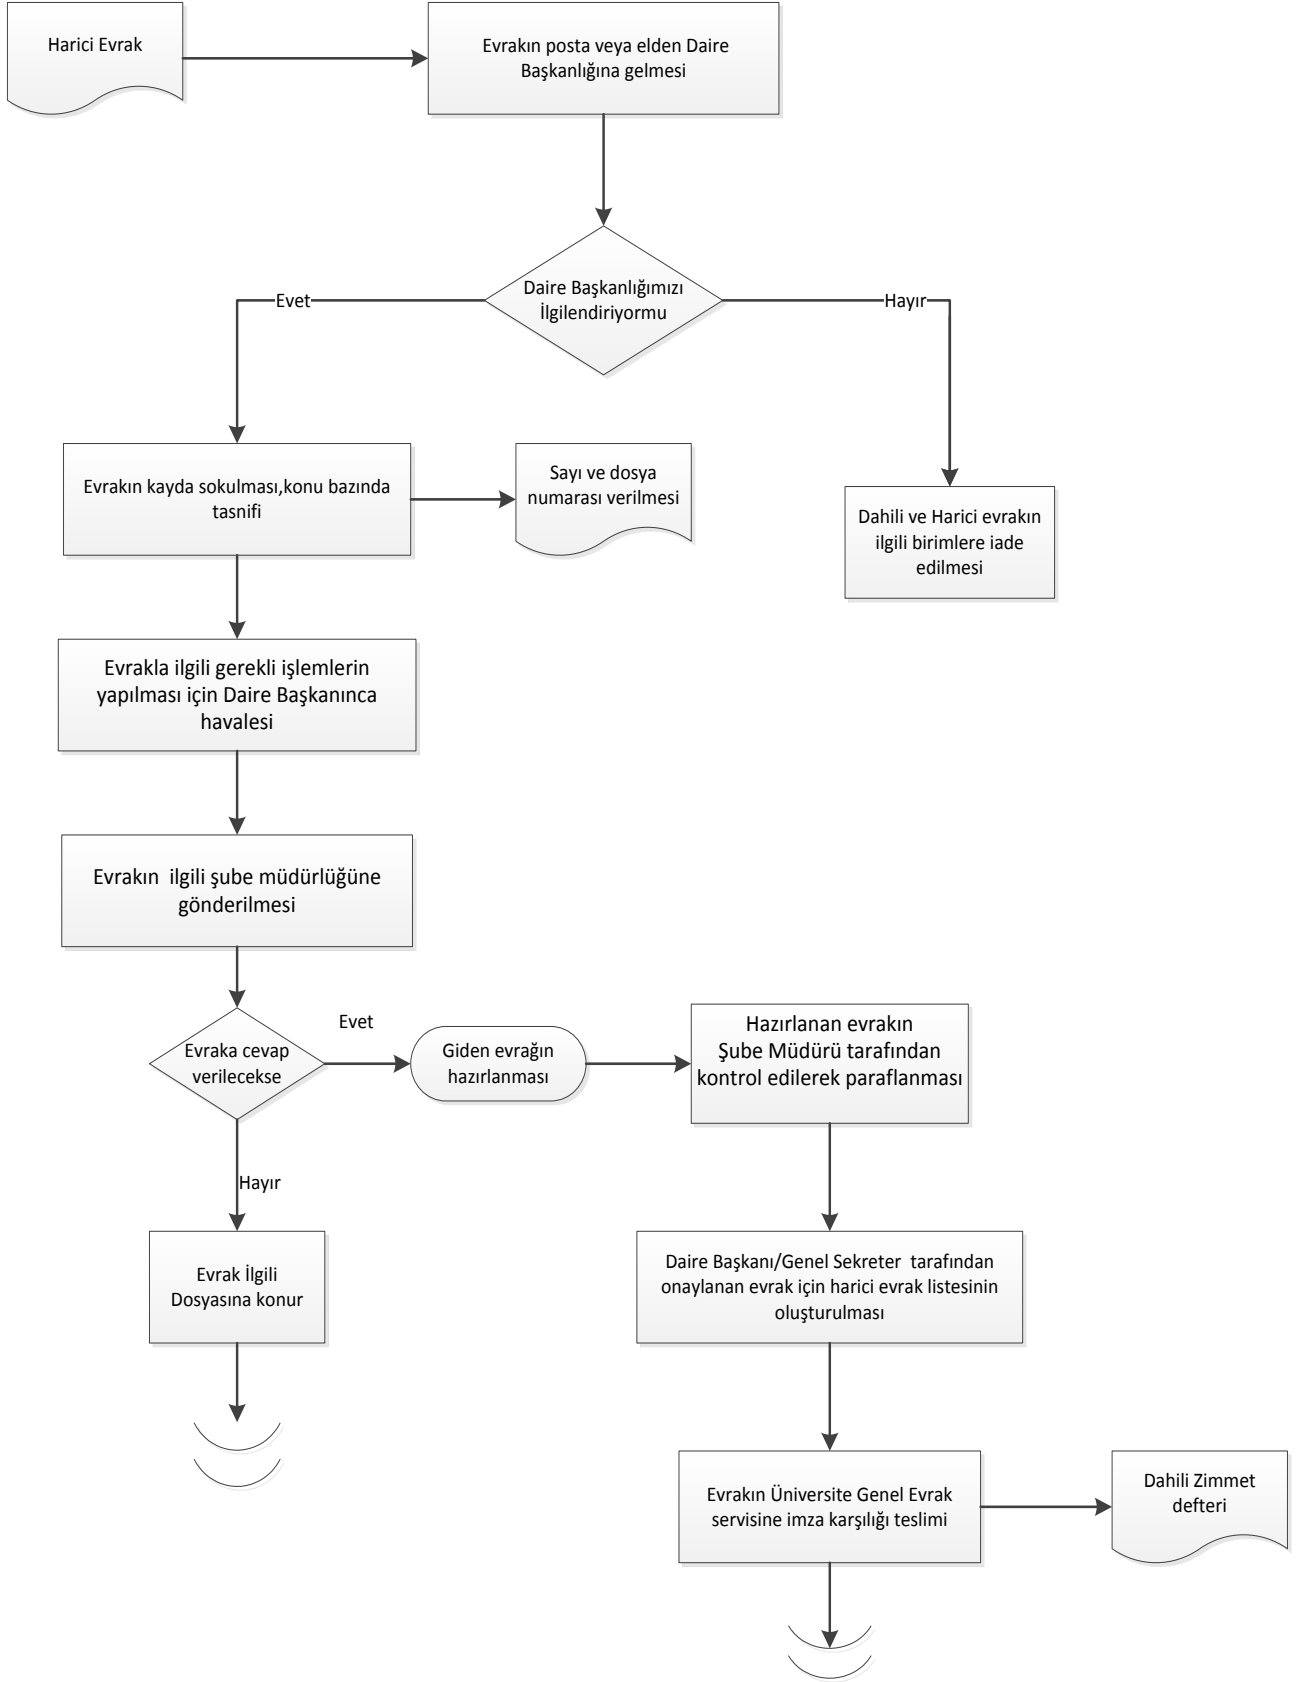 Harici Evrak
Evrakın posta veya elden Daire
Başkanlığına gelmesi
Daire Başkanlığımızı
İlgilendiriyormu
Evet
Hayır
Evrakın kayda sokulması,konu bazında
tasnifi
Sayı ve dosya
numarası verilmesi
Dahili ve Harici evrakın
ilgili birimlere iade
edilmesi
Evrakla ilgili gerekli işlemlerin
yapılması için Daire Başkanınca
havalesi
Evrakın ilgili şube müdürlüğüne
gönderilmesi
Evraka cevap
verilecekse
Evet
Giden evrağın
hazırlanması
Hazırlanan evrakın
Şube Müdürü tarafından
kontrol edilerek paraflanması
Hayır
Evrak İlgili
Dosyasına konur
Daire Başkanı/Genel Sekreter tarafından
onaylanan evrak için harici evrak listesinin
oluşturulması
Evrakın Üniversite Genel Evrak
servisine imza karşılığı teslimi
Dahili Zimmet
defteri